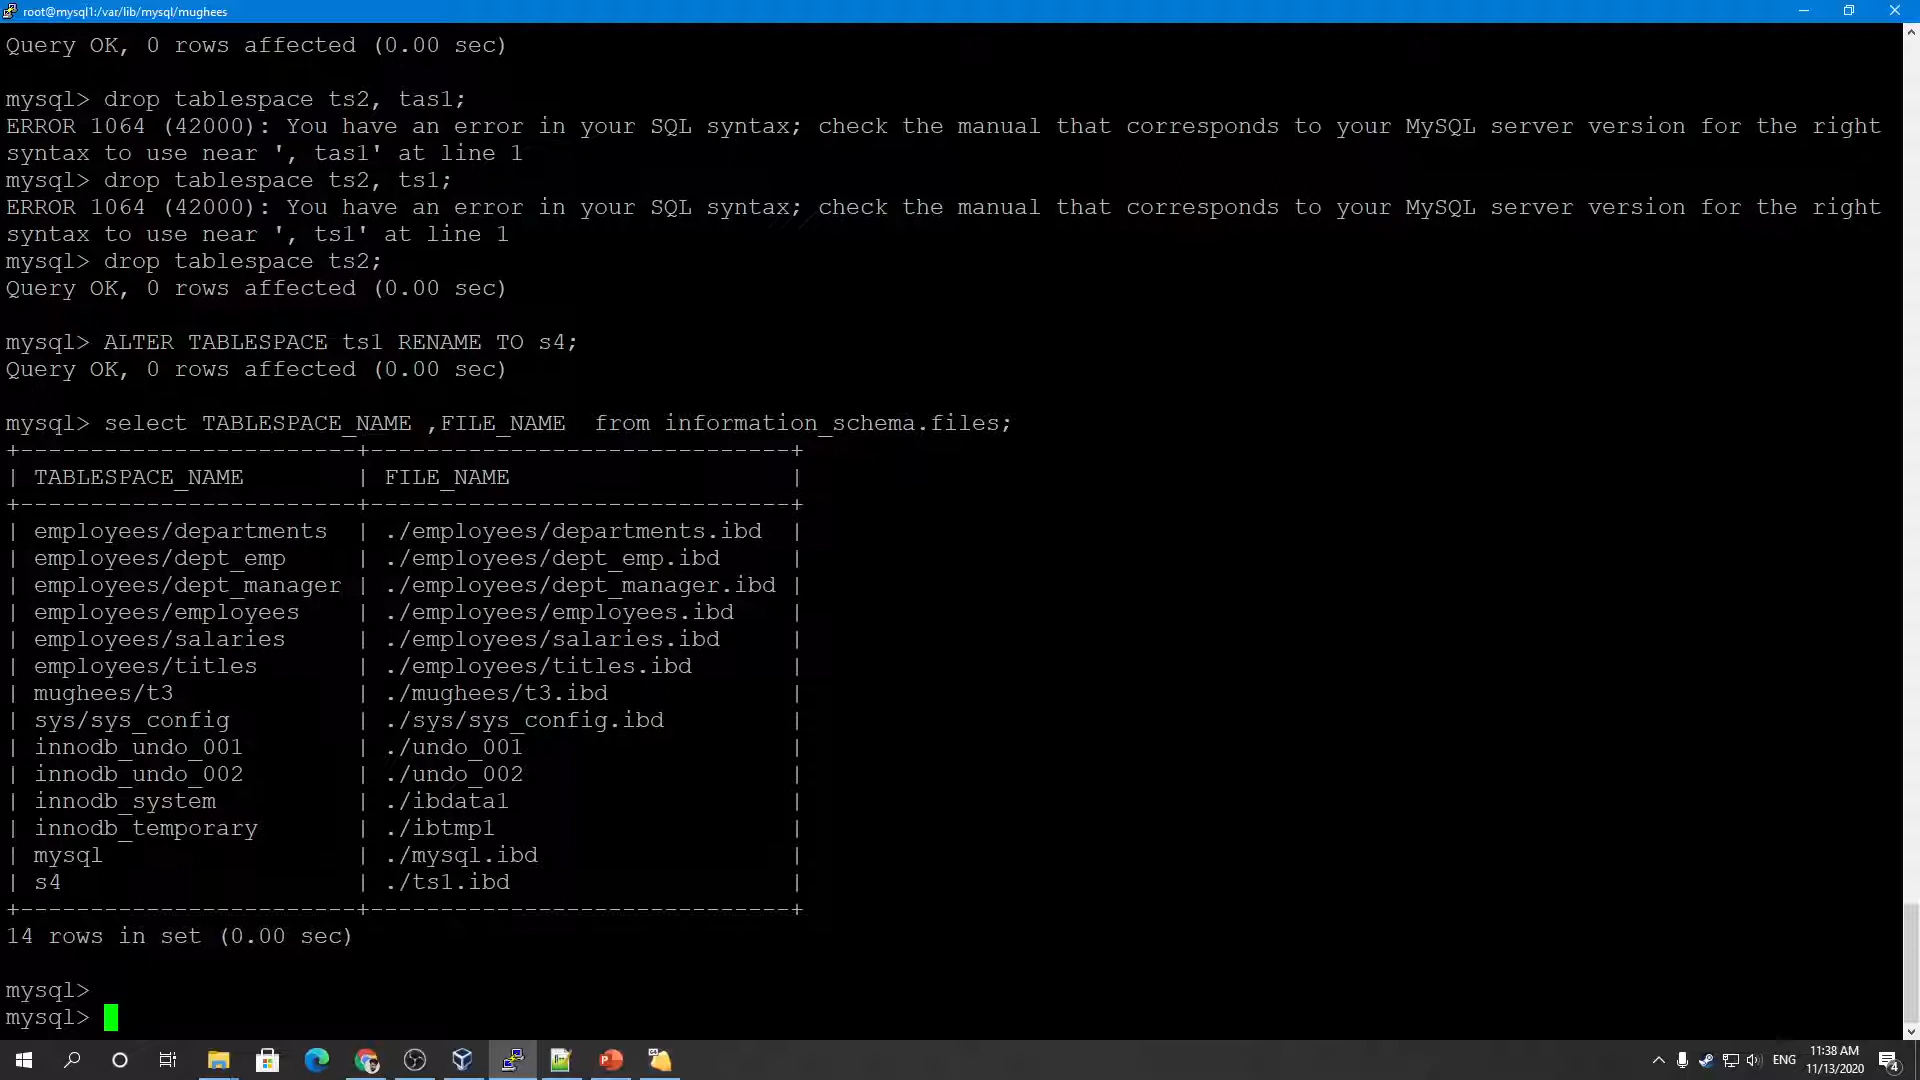 root@mysql1:/var/lib/mysql/mughees
Query OK, 0 rows affected (0.00 sec)
mysql> drop tablespace ts2, tas1;
ERROR 1064 (42000): You have an error in your SQL syntax; check the manual that corresponds to your MySQL server version for the right
syntax to use near ', tas1' at line 1
mysql> drop tablespace ts2, ts1;
ERROR 1064 (42000): You have an error in your SQL syntax; check the manual that corresponds to your MySQL server version for the right
syntax to use near ', ts1' at line 1
mysql> drop tablespace ts2;
Query OK, 0 rows affected (0.00 sec)
mysql> ALTER TABLESPACE ts1 RENAME TO s4;
Query OK, 0 rows affected (0.00 sec)
mysql> select TABLESPACE_NAME ,FILE_NAME  from information_schema.files;
+------------------------+------------------------------+
| TABLESPACE_NAME        | FILE_NAME                    |
+------------------------+------------------------------+
| employees/departments  | ./employees/departments.ibd  |
| employees/dept_emp     | ./employees/dept_emp.ibd     |
| employees/dept_manager | ./employees/dept_manager.ibd |
| employees/employees    | ./employees/employees.ibd    |
| employees/salaries     | ./employees/salaries.ibd     |
| employees/titles       | ./employees/titles.ibd       |
| mughees/t3             | ./mughees/t3.ibd             |
| sys/sys_config         | ./sys/sys_config.ibd         |
| innodb_undo_001        | ./undo_001                   |
| innodb_undo_002        | ./undo_002                   |
| innodb_system          | ./ibdata1                    |
| innodb_temporary       | ./ibtmp1                     |
| mysql                  | ./mysql.ibd                  |
| s4                     | ./ts1.ibd                    |
+------------------------+------------------------------+
14 rows in set (0.00 sec)
mysql>
mysql>
ENG
11:38 AM
11/13/2020
4